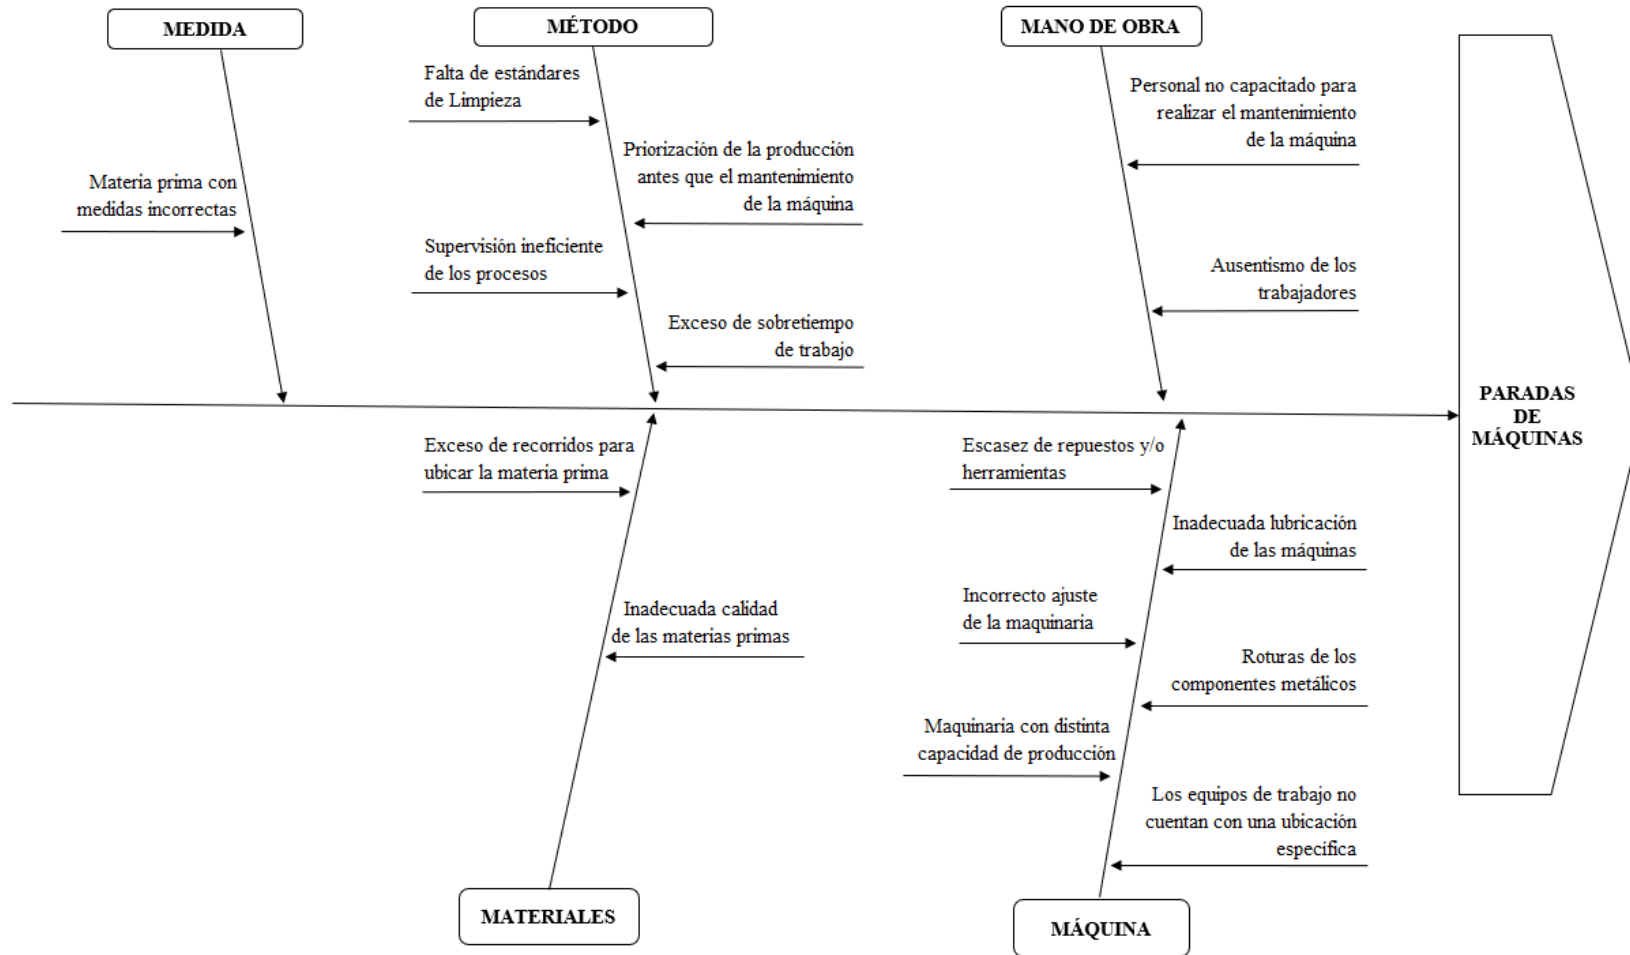 MEDIDA
MÉTODO
MANO DE OBRA
Falta de estándares
de Limpieza
Personal no capacitado para
realizar el mantenimiento
de la máquina
Priorización de la producción
antes que el mantenimiento
de la máquina
Materia prima con
medidas incorrectas
Supervisión ineficiente
de los procesos
Ausentismo de los
trabajadores
Exceso de sobretiempo
de trabajo
PARADAS
DE
MÁQUINAS
Exceso de recorridos para
ubicar la materia prima
Escasez de repuestos y/o
herramientas
Inadecuada lubricación
de las máquinas
Inadecuada calidad
de las materias primas
Incorrecto ajuste
de la maquinaria
Roturas de los
componentes metálicos
Maquinaria con distinta
capacidad de producción
Los equipos de trabajo no
cuentan con una ubicación
específica
MATERIALES
MÁQUINA